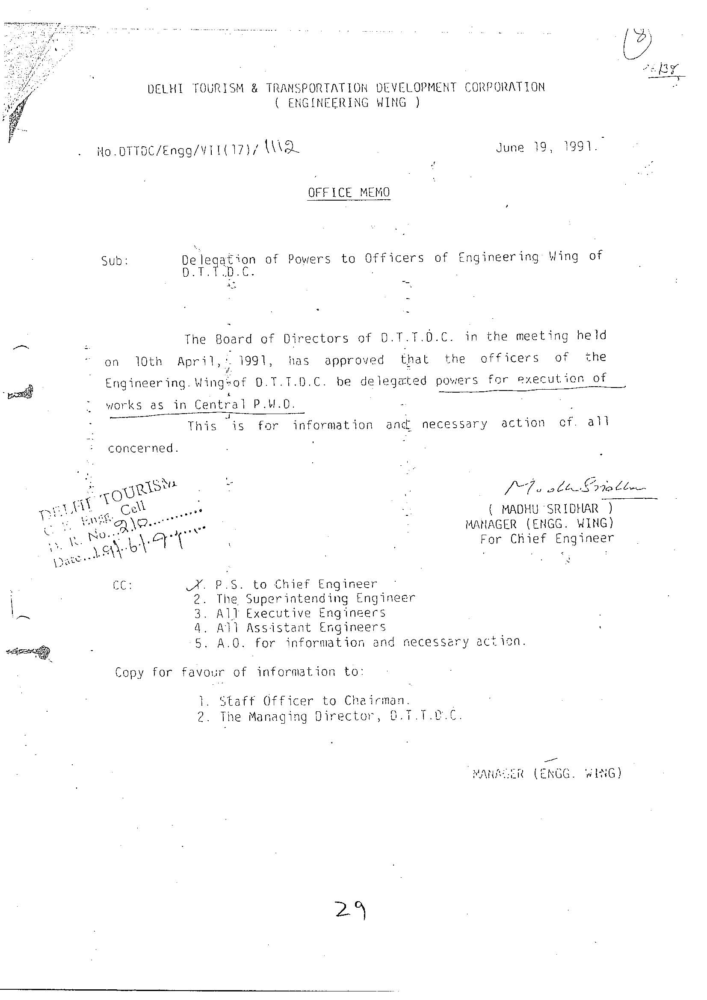 (8)
DELHI TOURISM & TRANSPORTATION DEVELOPMENT CORPORATION
( ENGINEERING WING )
No.DTTDC/Engg/VII(17)/1112
June 19, 1991.
OFFICE MEMO
Sub: Delegation of Powers to Officers of Engineering Wing of
D.T.T.D.C.
The Board of Directors of D.T.T.D.C. in the meeting held
on 10th April, 1991, has approved that the officers of the
Engineering Wing of D.T.T.D.C. be delegated powers for execution of
works as in Central P.W.D.
This is for information and necessary action of all
concerned.
DELHI TOURISM
Engg. Cell
R. No...210............
Date...19/6/91......
Madhu Sridhar
( MADHU SRIDHAR )
MANAGER (ENGG. WING)
For Chief Engineer
CC: 1. P.S. to Chief Engineer
2. The Superintending Engineer
3. All Executive Engineers
4. All Assistant Engineers
5. A.O. for information and necessary action.
Copy for favour of information to:
1. Staff Officer to Chairman.
2. The Managing Director, D.T.T.D.C.
MANAGER (ENGG. WING)
29